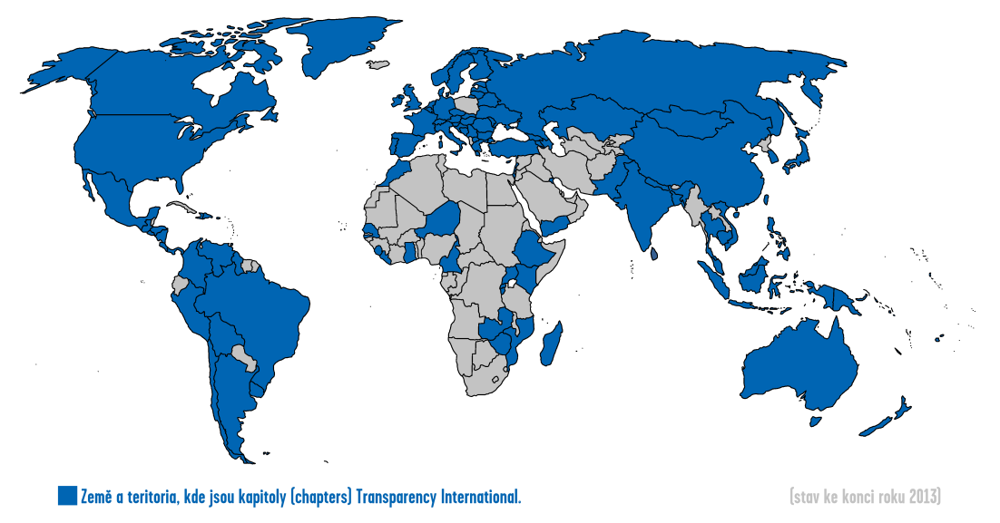 Země a teritoria, kde jsou kapitoly (chapters) Transparency International.
(stav ke konci roku 2013)